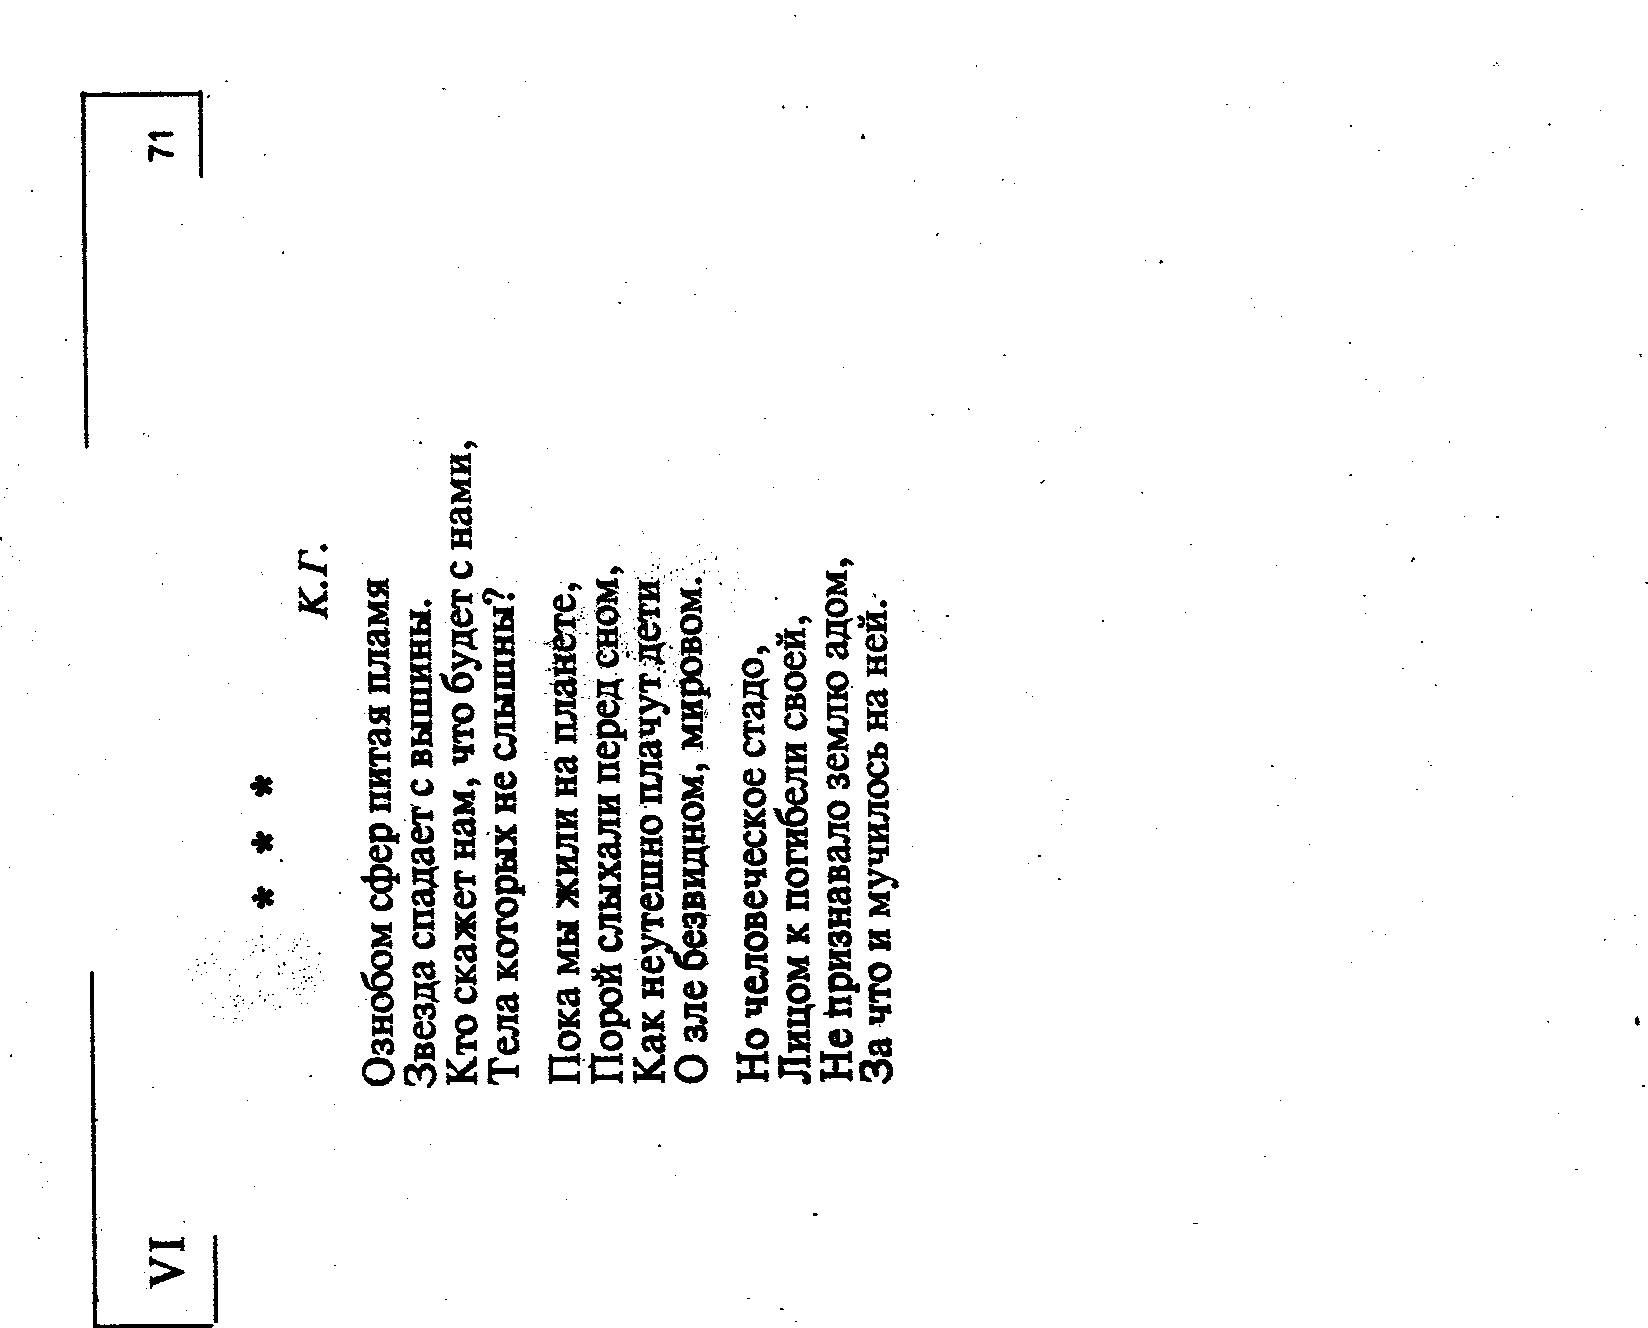 VI
71
* * *
К.Г.
Ознобом сфер питая пламя
Звезда спадает с вышины.
Кто скажет нам, что будет с нами,
Тела которых не слышны?
Пока мы жили на планете,
Порой слыхали перед сном,
Как неутешно плачут дети
О зле безвидном, мировом.
Но человеческое стадо,
Лицом к погибели своей,
Не признавало землю адом,
За что и мучилось на ней.